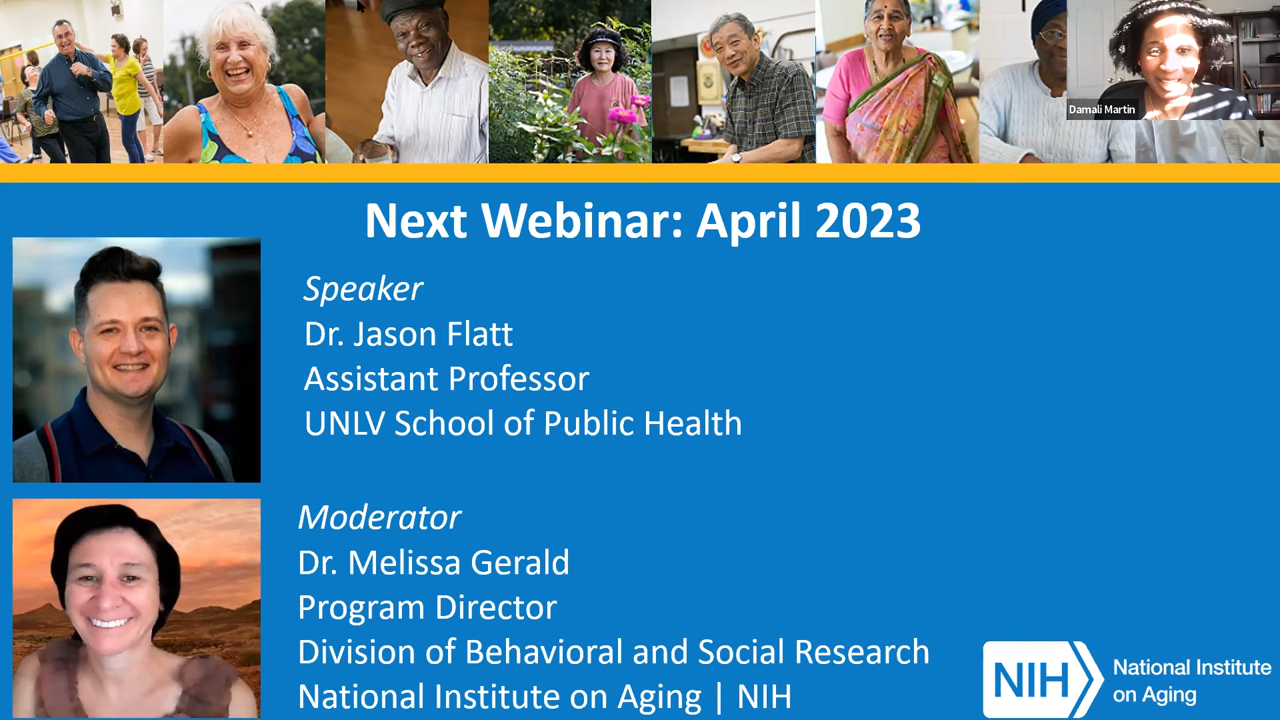 Damali Martin
Next Webinar: April 2023
Speaker
Dr. Jason Flatt
Assistant Professor
UNLV School of Public Health
Moderator
Dr. Melissa Gerald
Program Director
Division of Behavioral and Social Research
National Institute on Aging | NIH
NIH
National Institute
on Aging